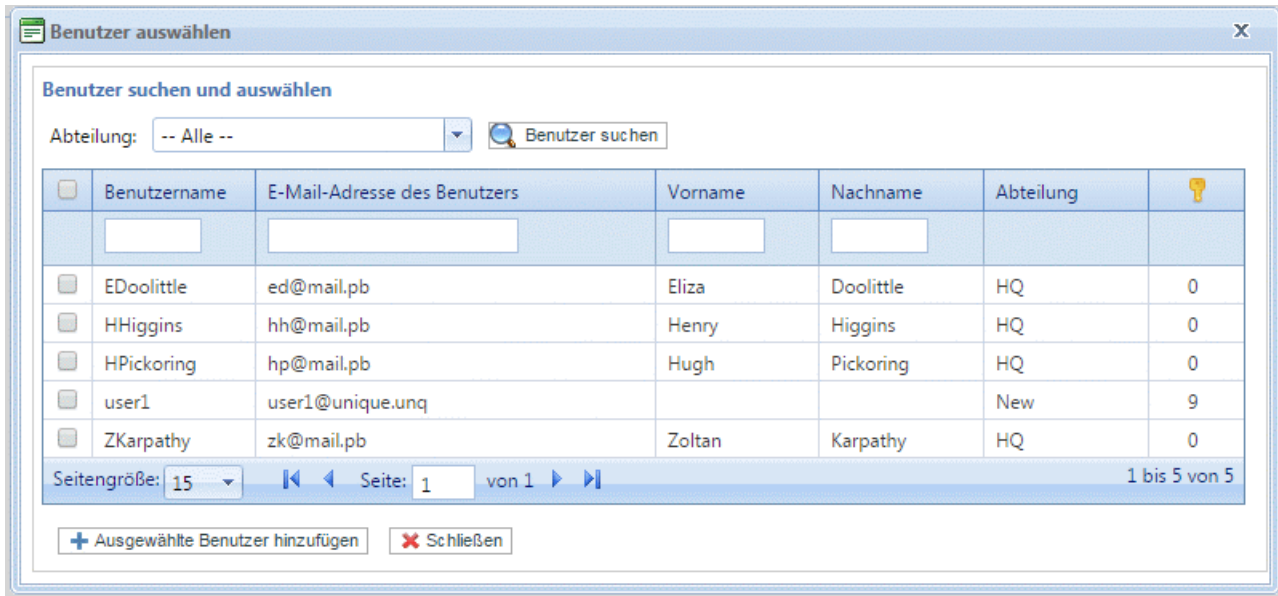 Benutzer auswählen
Benutzer suchen und auswählen
Abteilung: -- Alle -- Benutzer suchen
Benutzername E-Mail-Adresse des Benutzers Vorname Nachname Abteilung
EDoolittle ed@mail.pb Eliza Doolittle HQ 0
HHiggins hh@mail.pb Henry Higgins HQ 0
HPickoring hp@mail.pb Hugh Pickoring HQ 0
user1 user1@unique.unq New 9
ZKarpathy zk@mail.pb Zoltan Karpathy HQ 0
Seitengröße: 15 Seite: 1 von 1 1 bis 5 von 5
Ausgewählte Benutzer hinzufügen Schließen